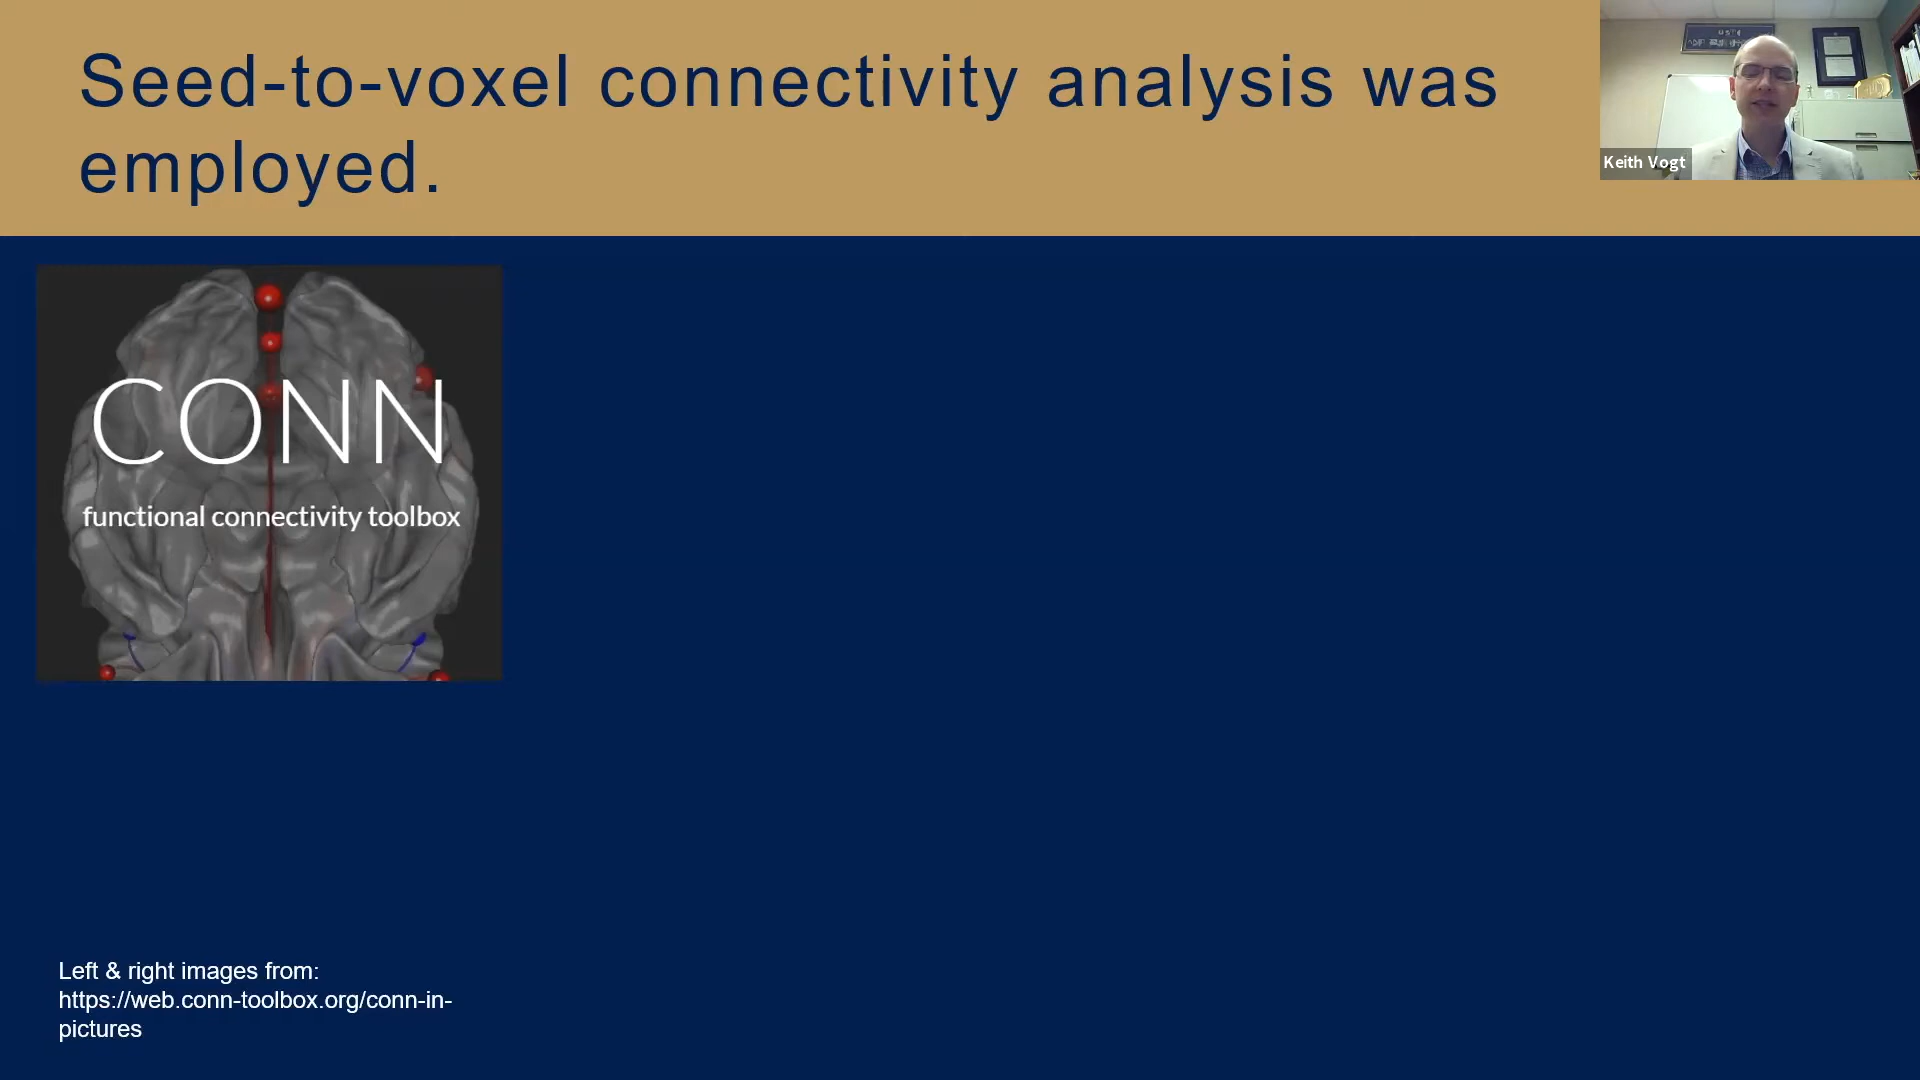 Seed-to-voxel connectivity analysis was
employed.
Keith Vogt
CONN
functional connectivity toolbox
Left & right images from:
https://web.conn-toolbox.org/conn-in-
pictures